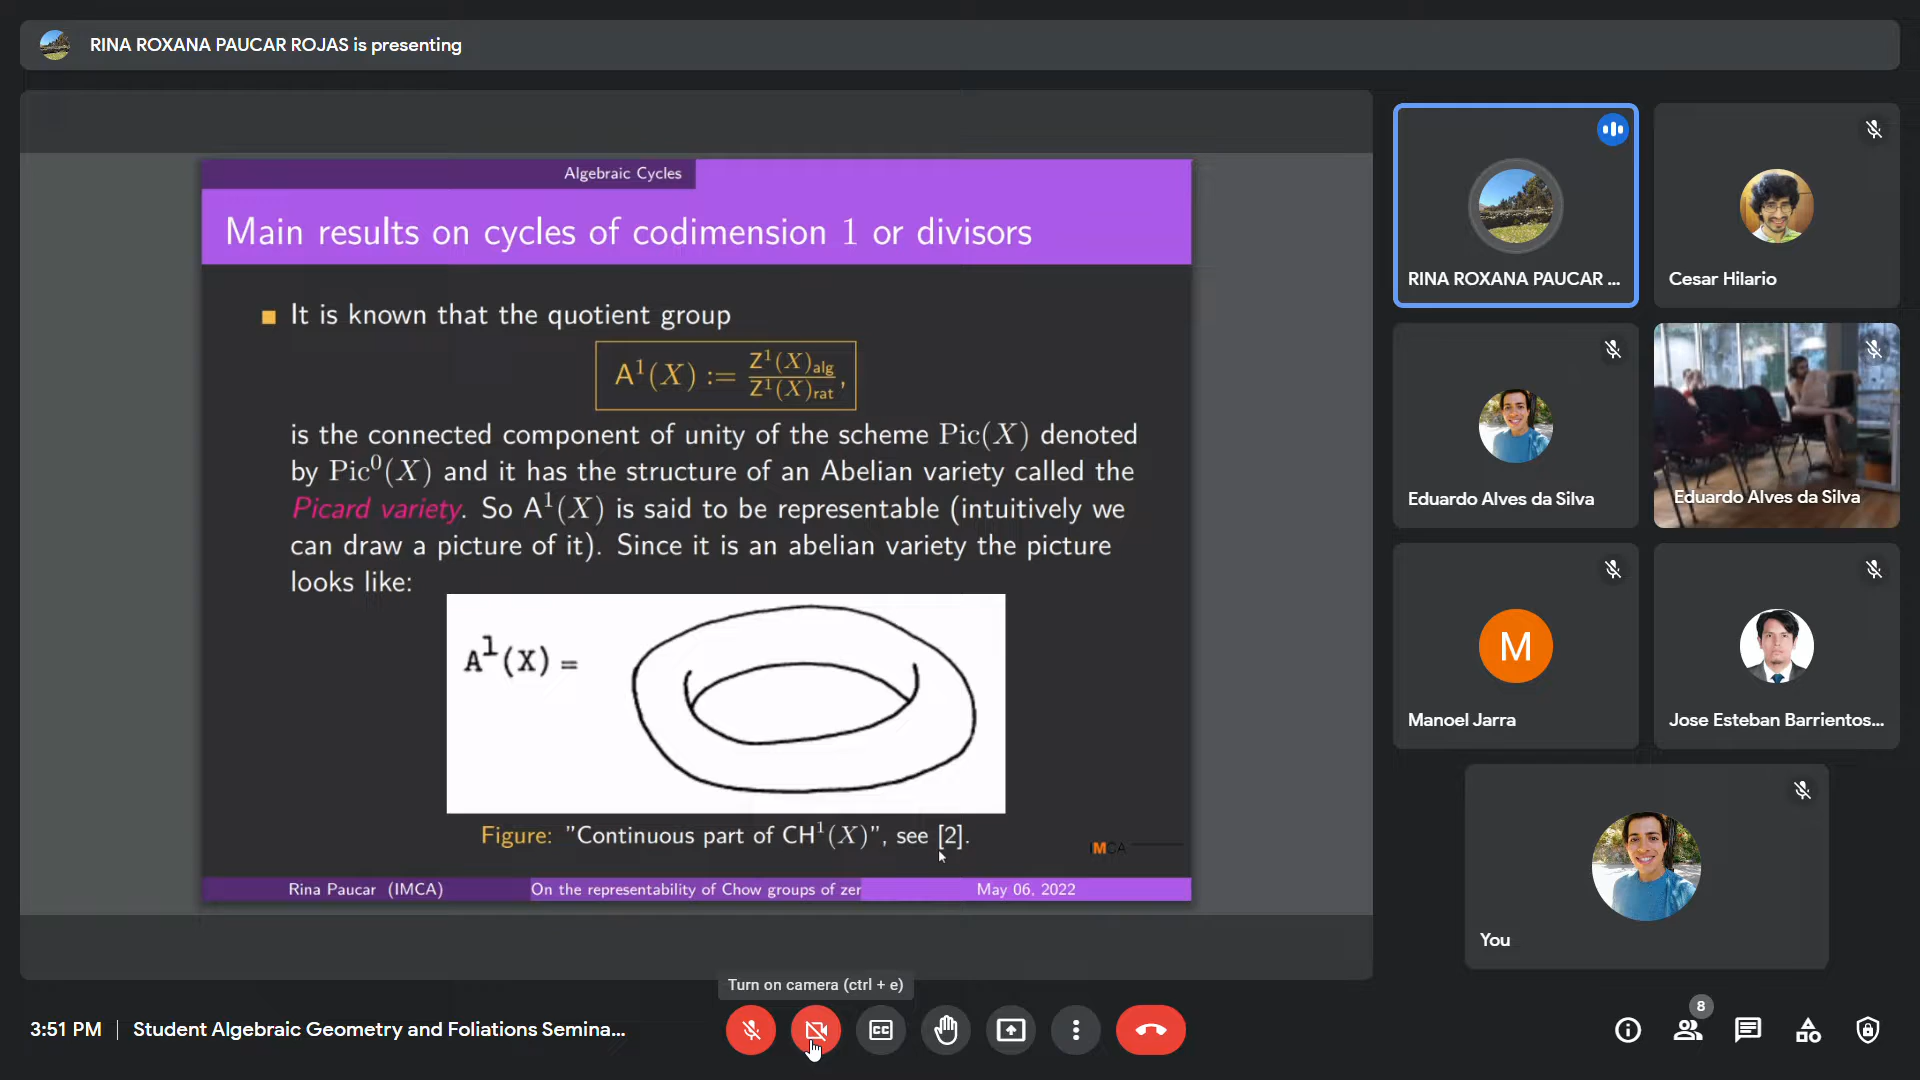 RINA ROXANA PAUCAR ROJAS is presenting
Algebraic Cycles
Main results on cycles of codimension 1 or divisors
It is known that the quotient group
A¹(X) := Z¹(X)alg / Z¹(X)rat,
is the connected component of unity of the scheme Pic(X) denoted
by Pic⁰(X) and it has the structure of an Abelian variety called the
Picard variety. So A¹(X) is said to be representable (intuitively we
can draw a picture of it). Since it is an abelian variety the picture
looks like:
A¹(X) =
Figure: "Continuous part of CH¹(X)", see [2].
IMCA
Rina Paucar (IMCA) On the representability of Chow groups of zer May 06, 2022
RINA ROXANA PAUCAR ...
Cesar Hilario
Eduardo Alves da Silva
Eduardo Alves da Silva
M
Manoel Jarra
Jose Esteban Barrientos...
You
Turn on camera (ctrl + e)
3:51 PM | Student Algebraic Geometry and Foliations Semina...
CC
8